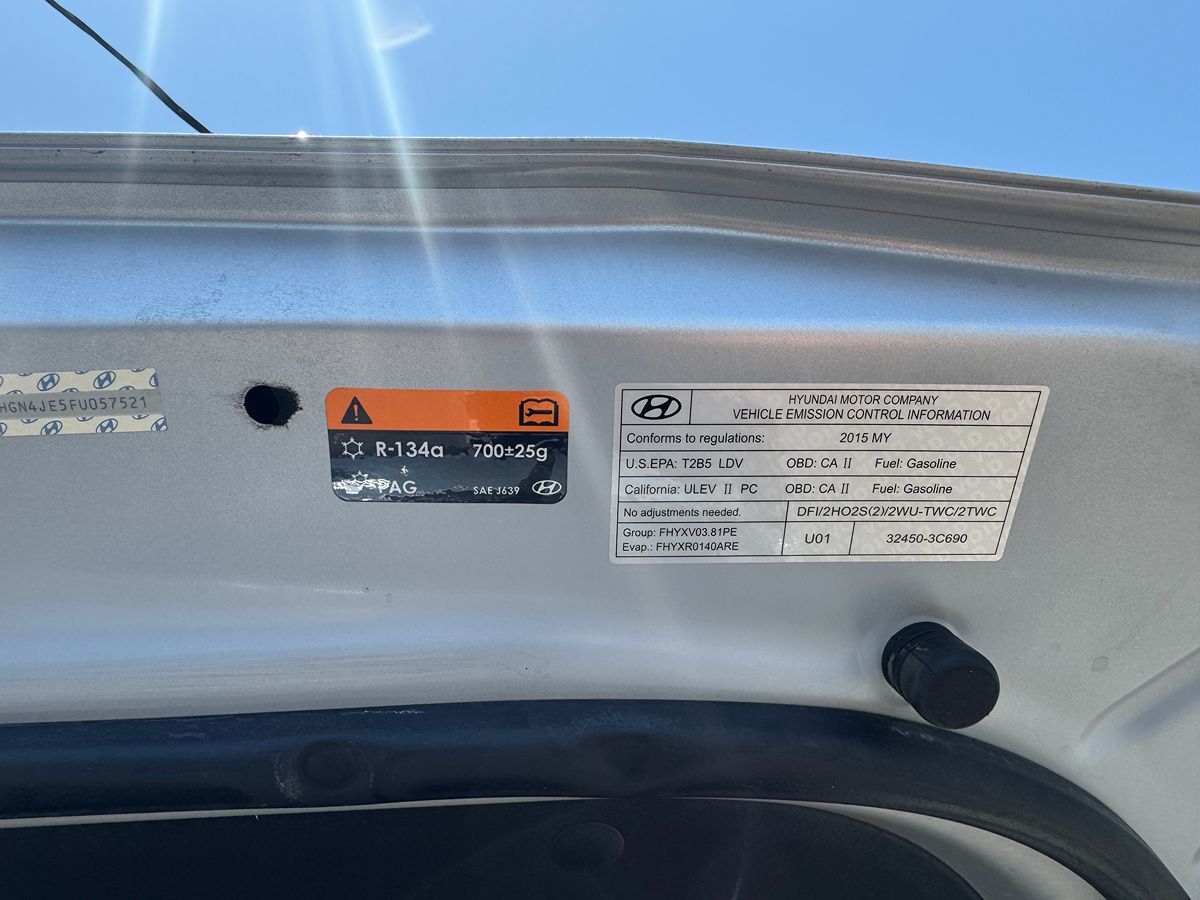 HGN4JE5FU057521
R-134a 700±25g
PAG SAE J639
HYUNDAI MOTOR COMPANY
VEHICLE EMISSION CONTROL INFORMATION
Conforms to regulations: 2015 MY
U.S.EPA: T2B5 LDV OBD: CA II Fuel: Gasoline
California: ULEV II PC OBD: CA II Fuel: Gasoline
No adjustments needed. DFI/2HO2S(2)/2WU-TWC/2TWC
Group: FHYXV03.81PE
Evap.: FHYXR0140ARE
U01 32450-3C690